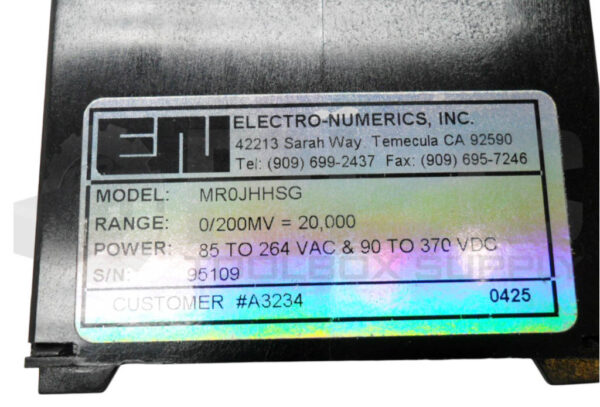 EN ELECTRO-NUMERICS, INC.
42213 Sarah Way, Temecula CA 92590
Tel: (909) 699-2437 Fax: (909) 695-7246
MODEL: MR0JHHSG
RANGE: 0/200MV = 20,000
POWER: 85 TO 264 VAC & 90 TO 370 VDC
S/N: 95109
CUSTOMER #A3234 0425
TOOLBOX SUPPLY